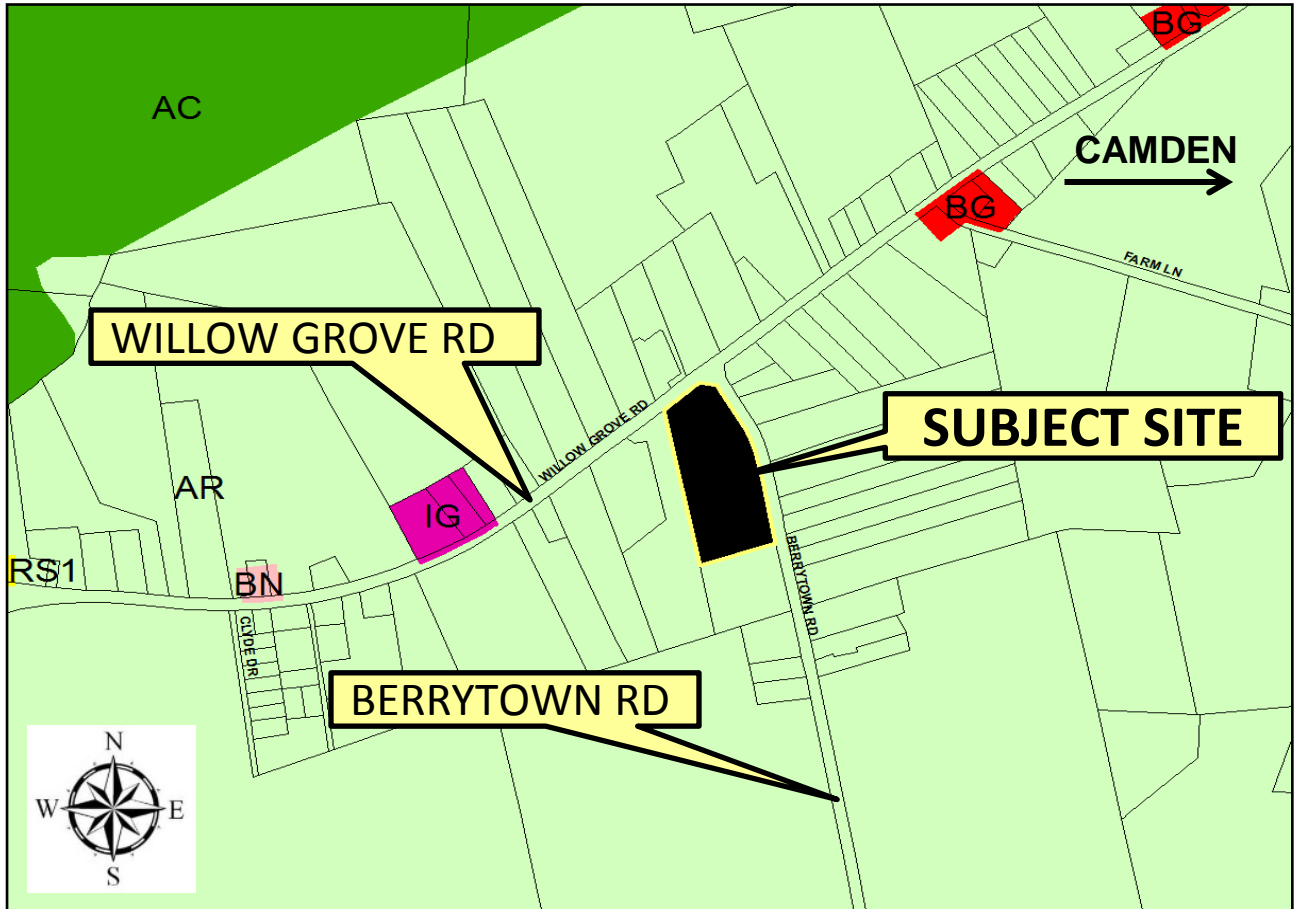 BG
AC
CAMDEN
BG
FARM LN
WILLOW GROVE RD
WILLOW GROVE RD
SUBJECT SITE
AR
IG
RS1
BN
CLYDE DR
BERRYTOWN RD
BERRYTOWN RD
N
W E
S